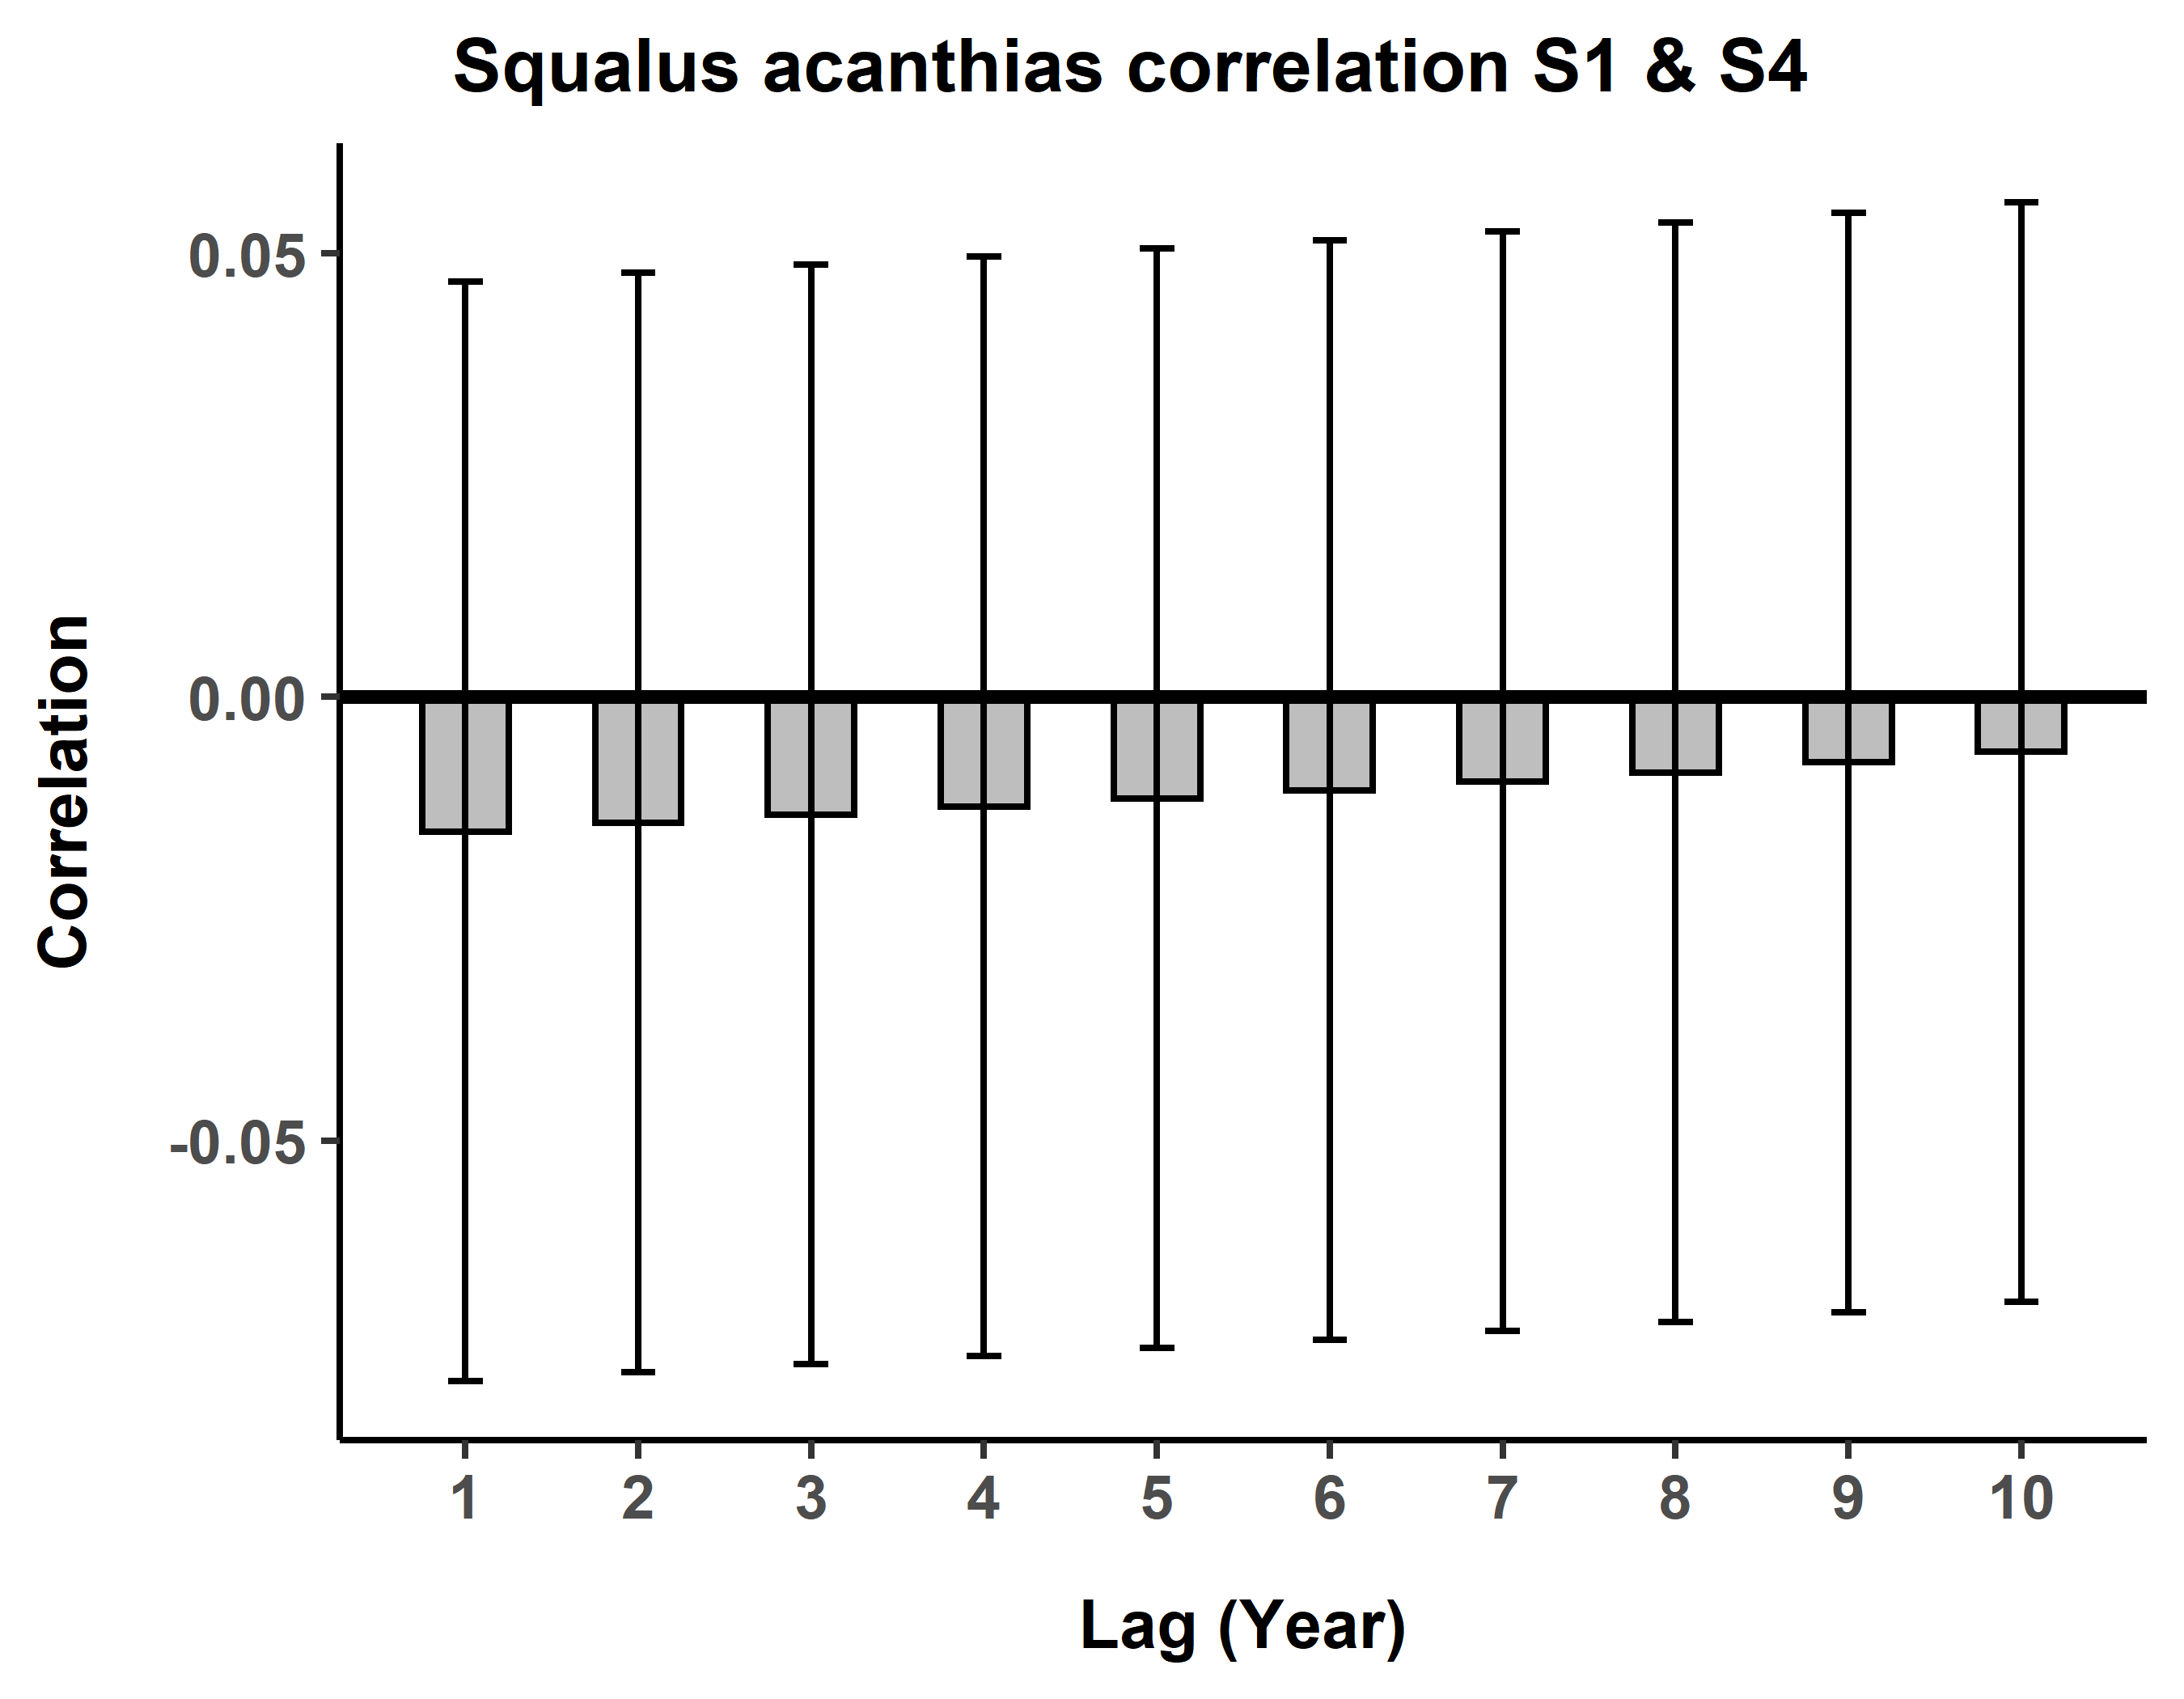 Squalus acanthias correlation S1 & S4
0.05
0.00
-0.05
Correlation
1 2 3 4 5 6 7 8 9 10
Lag (Year)